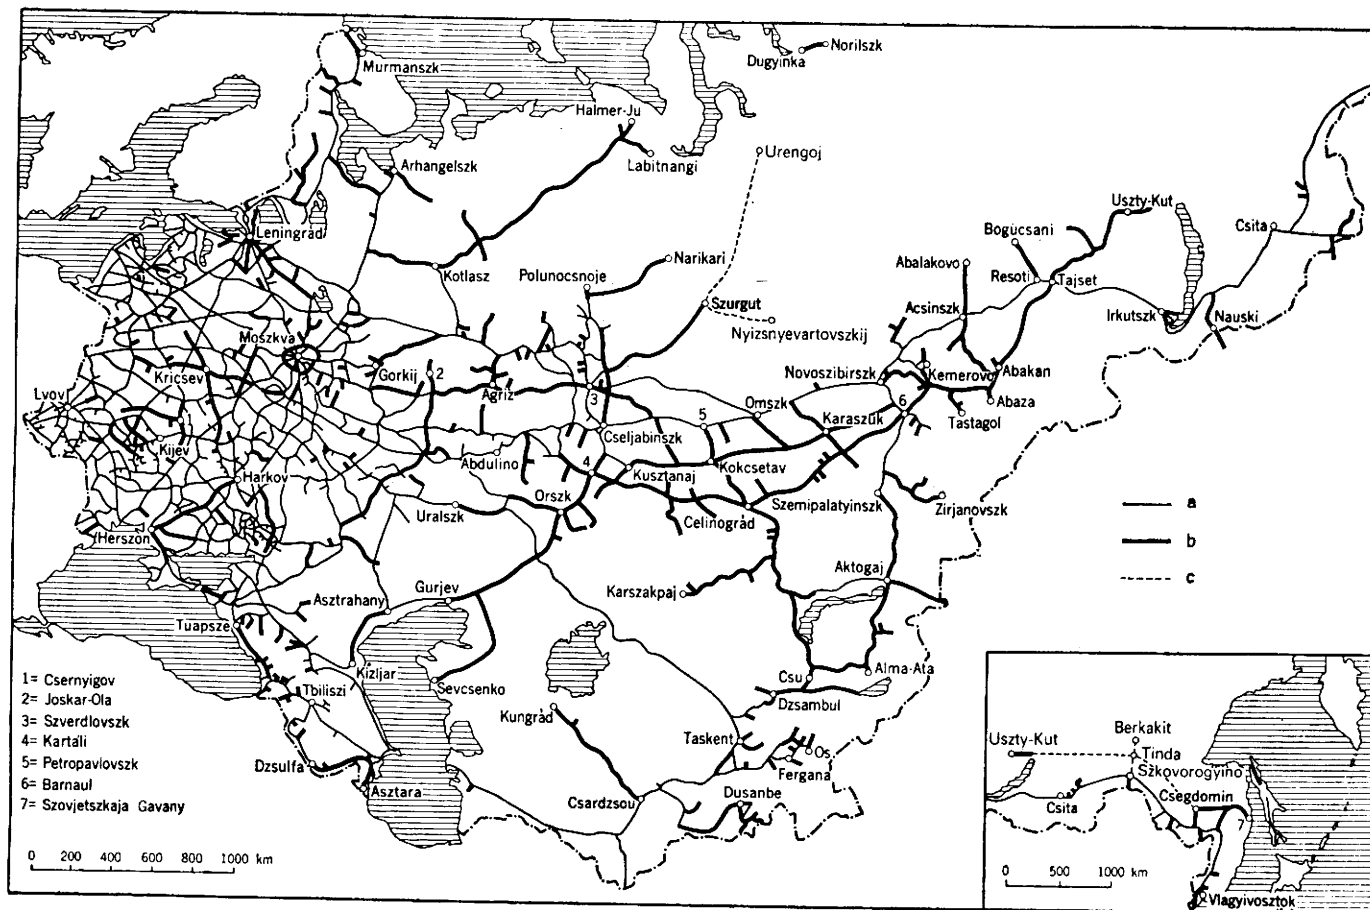 Norilszk
Dugyinka
Murmanszk
Halmer-Ju
Labitnangi
Urengoj
Arhangelszk
Uszty-Kut
Bogucsani
Csita
Leningrád
Kotlasz
Polunocsnoje
Narikari
Abalakovo
Resoti
Tajset
Szurgut
Acsinszk
Irkutszk
Nauski
Nyizsnyevartovszkij
Moszkva
Kricsev
Gorkij
2
Agriz
3
Novoszibirszk
Kemerovo
Abakan
Lvov
Omszk
Abaza
5
6
Karaszuk
Tastagol
Kijev
Cseljabinszk
Abdulino
4
Kusztanaj
Kokcsetav
Harkov
Orszk
Uralszk
Celinográd
Szemipalatyinszk
Zirjanovszk
a
b
c
Herszon
Aktogaj
Gurjev
Karszakpaj
Asztrahany
Tuapsze
Kizljar
Sevcsenko
Csu
Alma-Ata
Dzsambul
Tbiliszi
Kungrád
Taskent
Os
Fergana
Dzsulfa
Asztara
Csardzsou
Dusanbe
1= Csernyigov
2= Joskar-Ola
3= Szverdlovszk
4= Kartali
5= Petropavlovszk
6= Barnaul
7= Szovjetszkaja Gavany
0 200 400 600 800 1000 km
Berkakit
Uszty-Kut
Tinda
Szkovorogyino
Csegdomin
Csita
7
0 500 1000 km
Vlagyivosztok